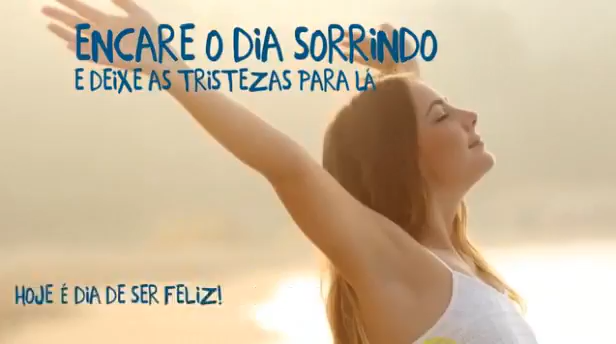 ENCARE O DIA SORRINDO
E DEIXE AS TRISTEZAS PARA LÁ
HOJE É DIA DE SER FELIZ!